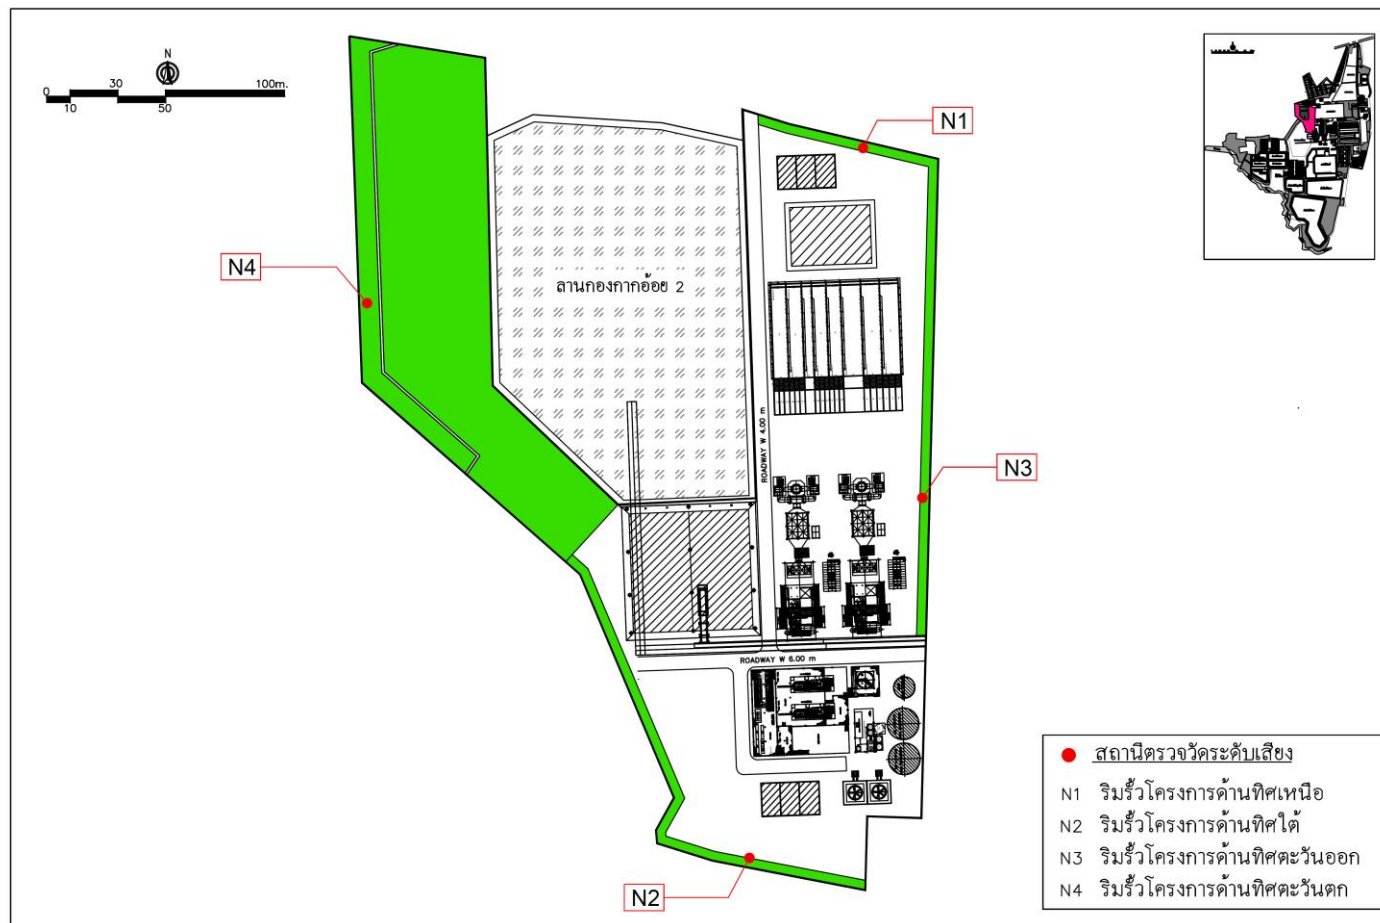 N
0 30 100m.
10 50
N1
N4
ลานกองกากอ้อย 2
ROADWAY W 4.00 m
N3
ROADWAY W 6.00 m
N2
สถานีตรวจวัดระดับเสียง
N1 ริมรั้วโครงการด้านทิศเหนือ
N2 ริมรั้วโครงการด้านทิศใต้
N3 ริมรั้วโครงการด้านทิศตะวันออก
N4 ริมรั้วโครงการด้านทิศตะวันตก